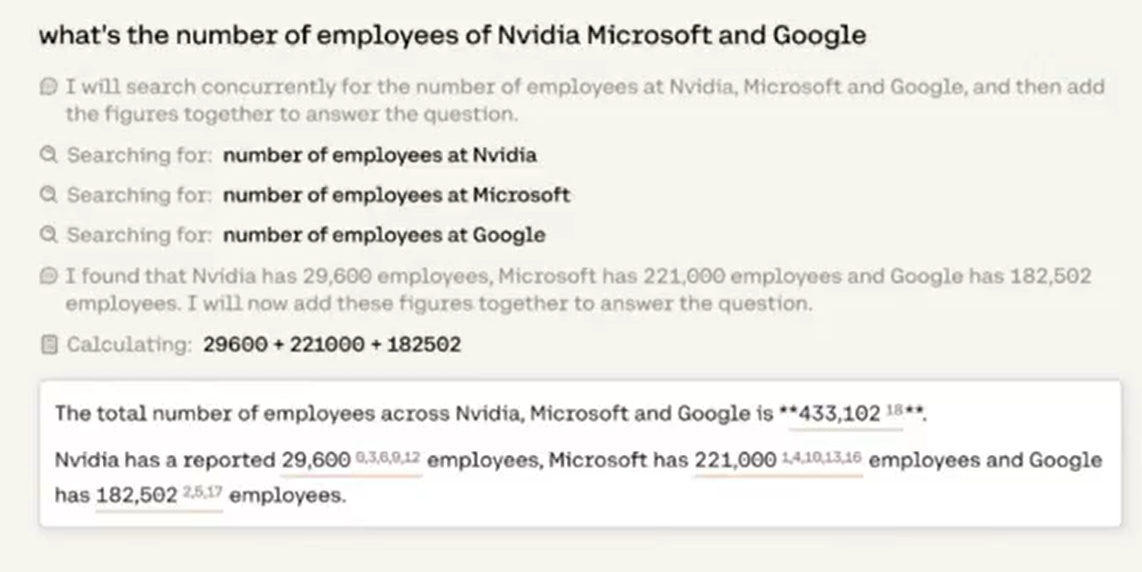 what's the number of employees of Nvidia Microsoft and Google
I will search concurrently for the number of employees at Nvidia, Microsoft and Google, and then add
the figures together to answer the question.
Searching for: number of employees at Nvidia
Searching for: number of employees at Microsoft
Searching for: number of employees at Google
I found that Nvidia has 29,600 employees, Microsoft has 221,000 employees and Google has 182,502
employees. I will now add these figures together to answer the question.
Calculating: 29600 + 221000 + 182502
The total number of employees across Nvidia, Microsoft and Google is **433,102 18**.
Nvidia has a reported 29,600 0,3,6,9,12 employees, Microsoft has 221,000 1,4,10,13,16 employees and Google
has 182,502 2,5,17 employees.